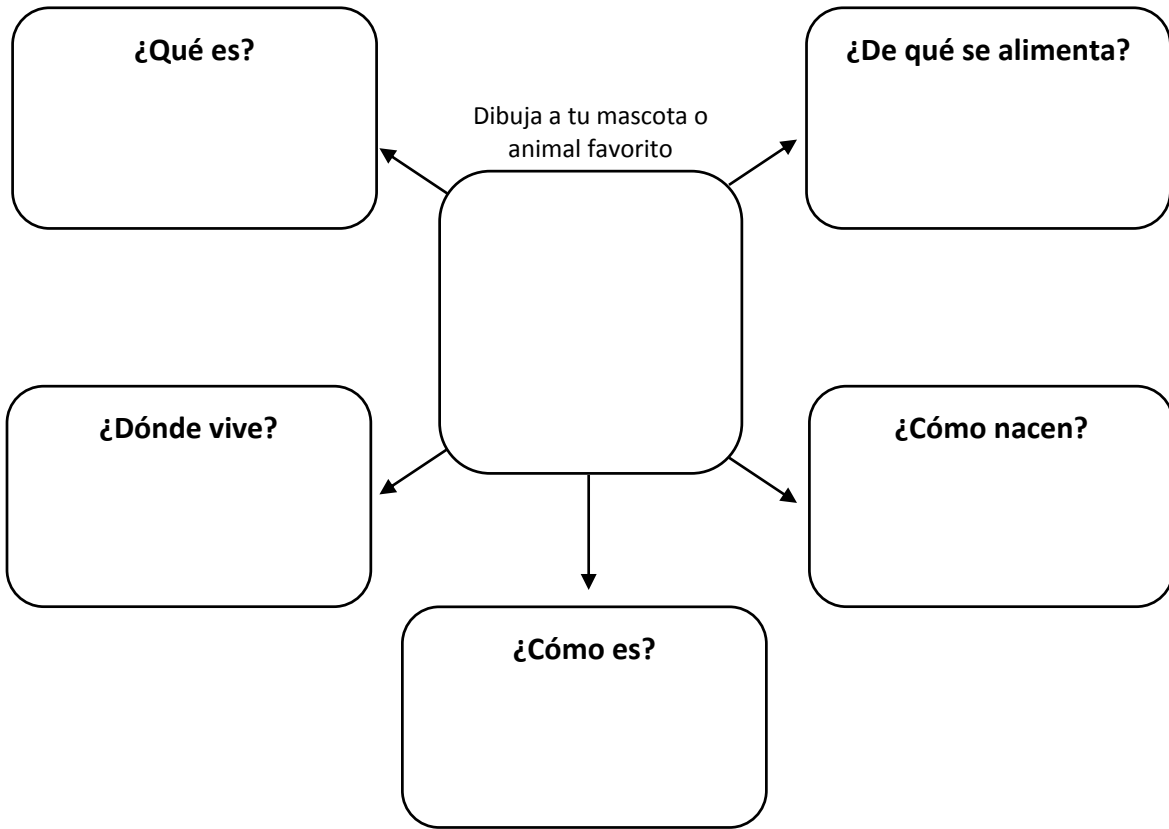 ¿Qué es?
¿De qué se alimenta?
Dibuja a tu mascota o
animal favorito
¿Dónde vive?
¿Cómo nacen?
¿Cómo es?